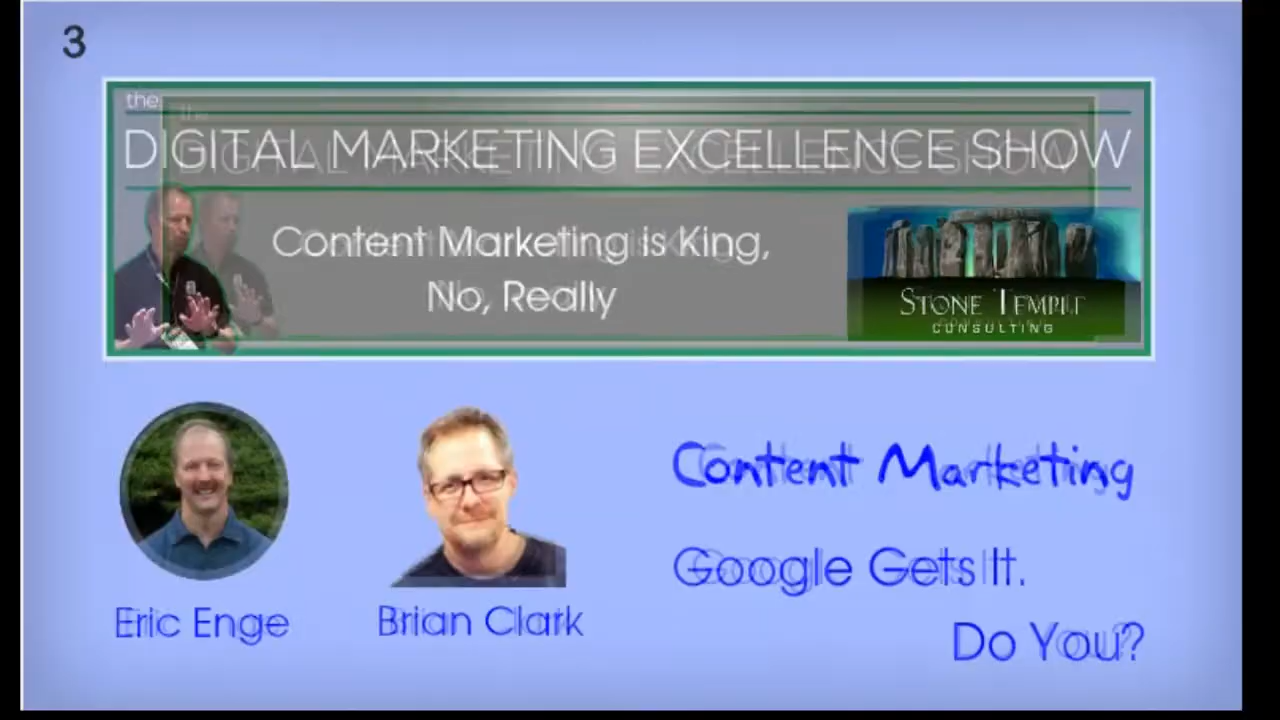 3
the
DIGITAL MARKETING EXCELLENCE SHOW
Content Marketing is King,
No, Really
STONE TEMPLE
CONSULTING
Eric Enge
Brian Clark
Content Marketing
Google Gets It.
Do You?